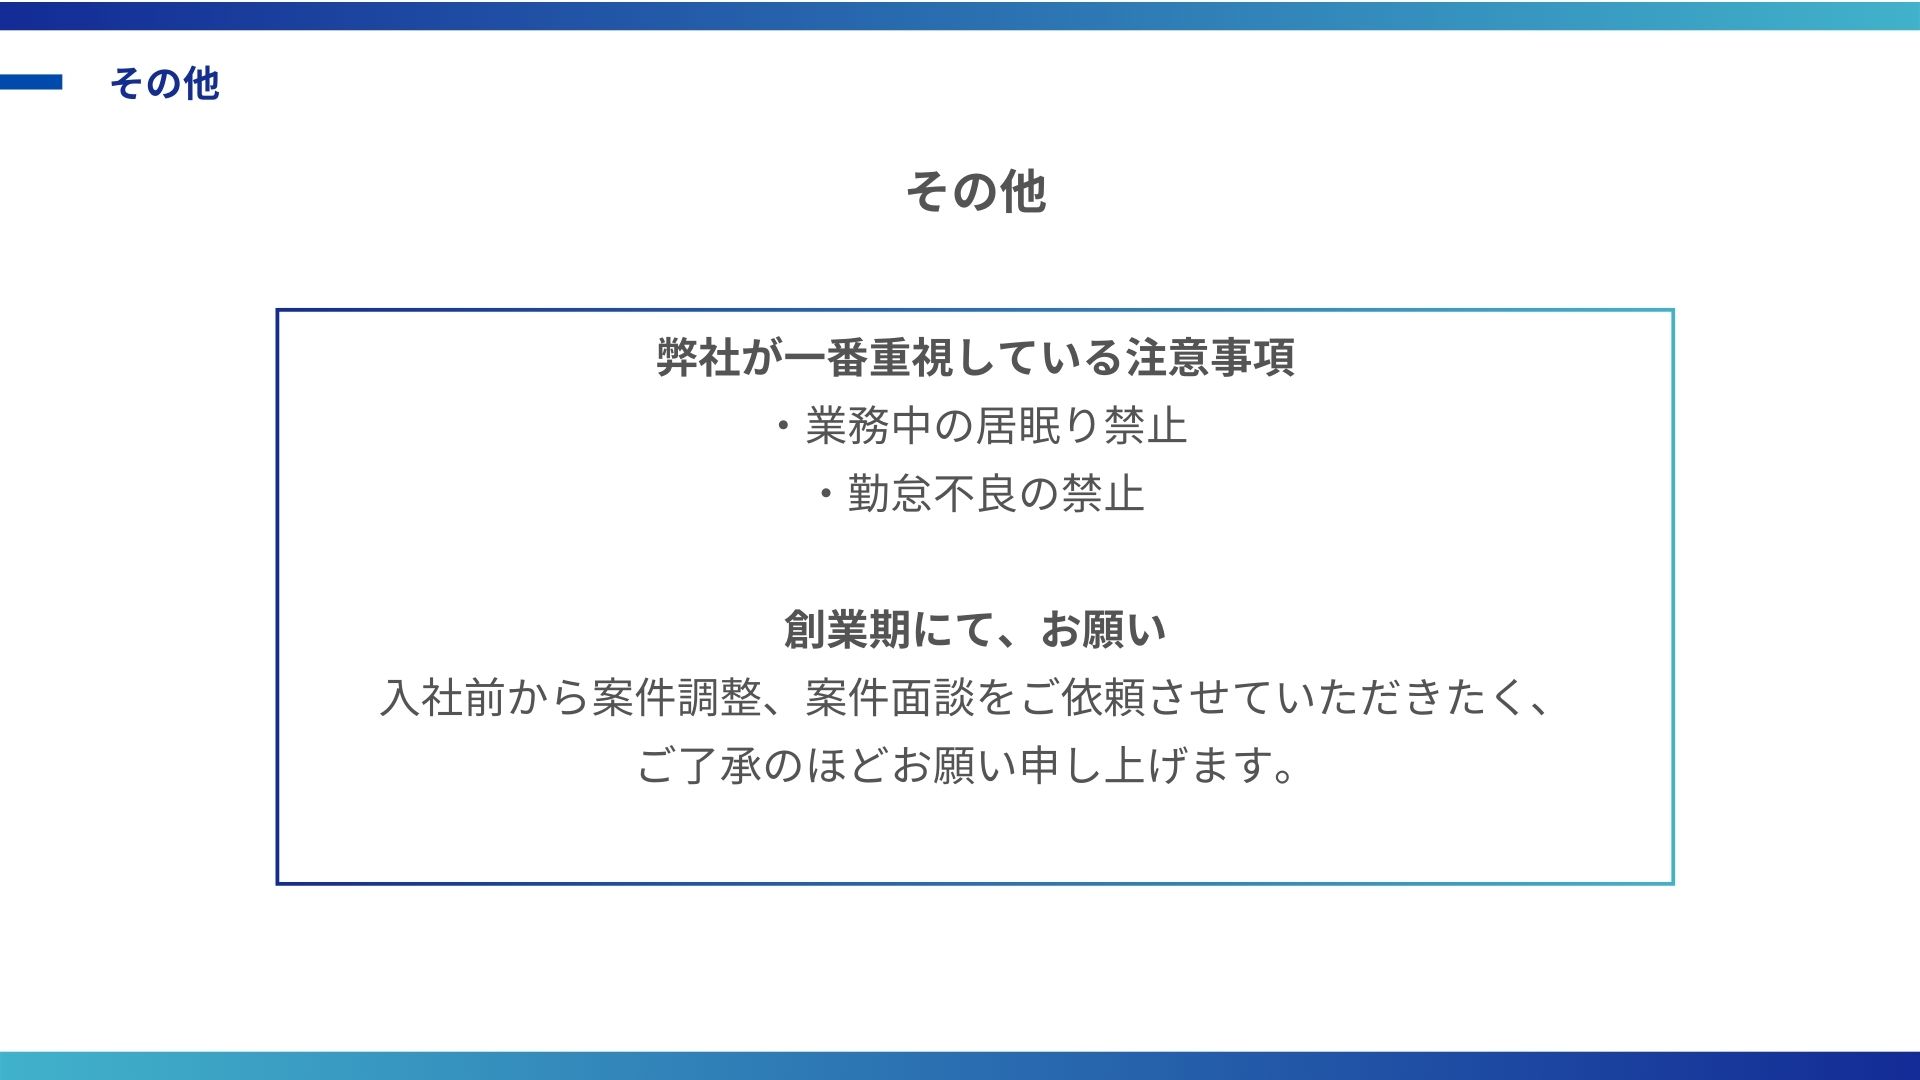 その他
その他
弊社が一番重視している注意事項
・業務中の居眠り禁止
・勤怠不良の禁止
創業期にて、お願い
入社前から案件調整、案件面談をご依頼させていただきたく、
ご了承のほどお願い申し上げます。